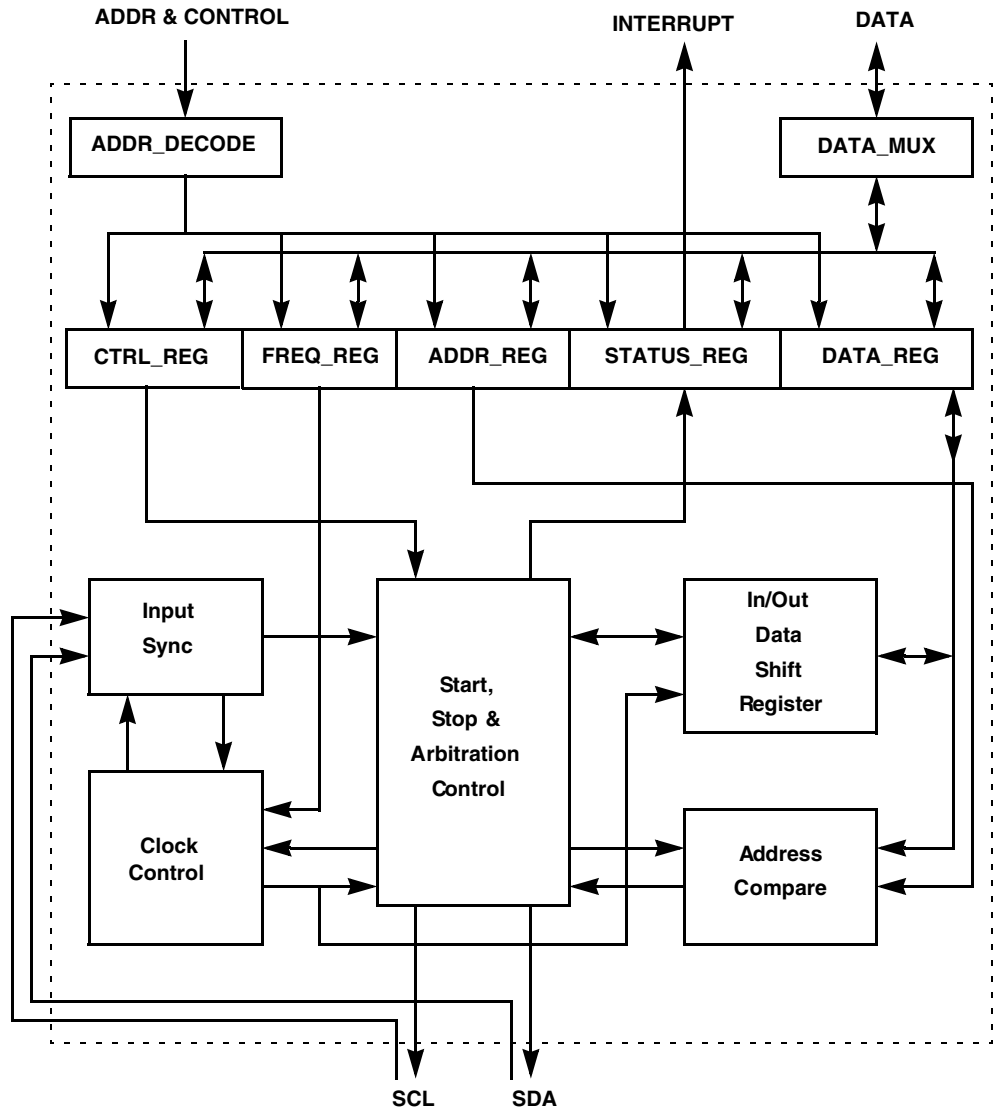 ADDR & CONTROL
INTERRUPT
DATA
ADDR_DECODE
DATA_MUX
CTRL_REG
FREQ_REG
ADDR_REG
STATUS_REG
DATA_REG
Input
Sync
Start,
Stop &
Arbitration
Control
In/Out
Data
Shift
Register
Clock
Control
Address
Compare
SCL
SDA